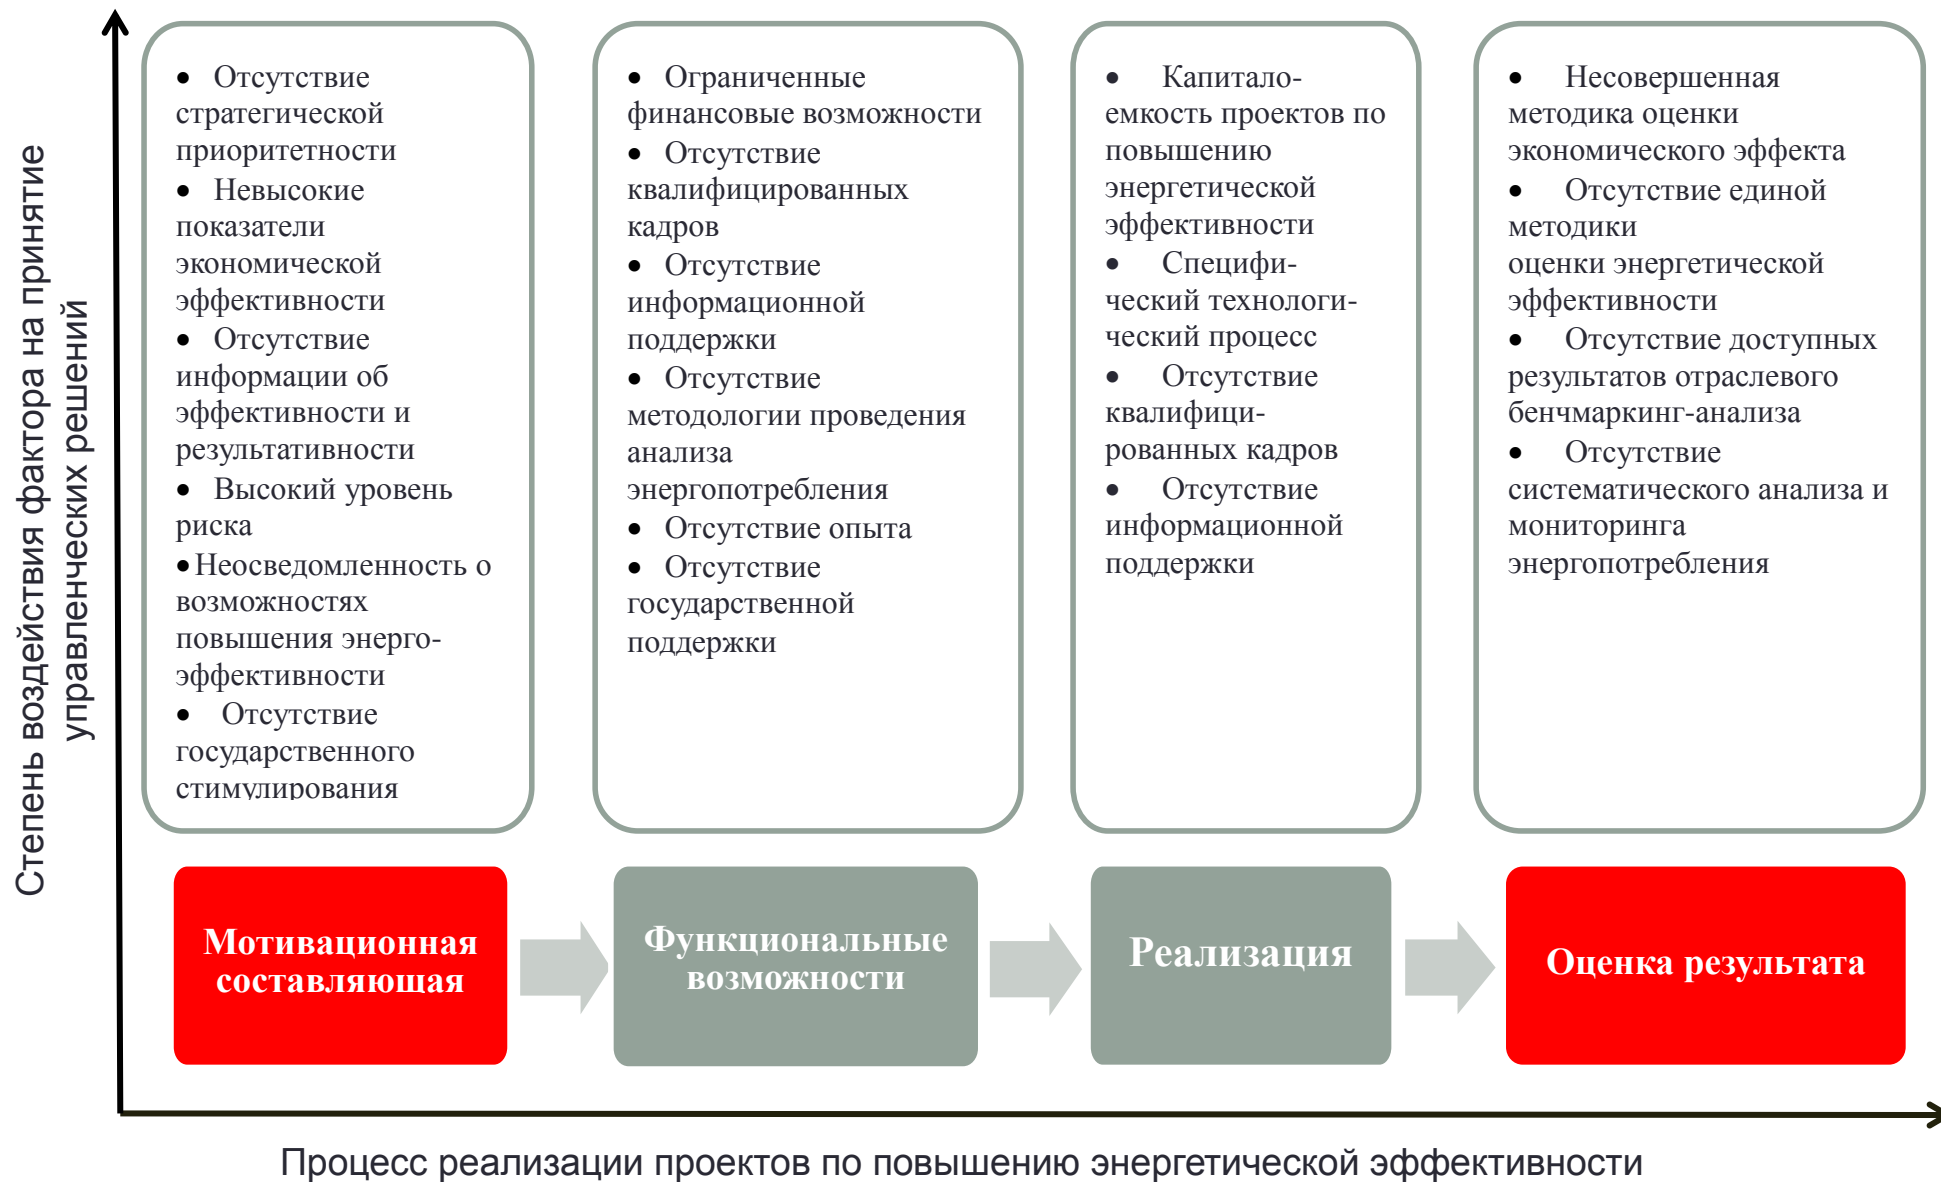 Степень воздействия фактора на принятие
управленческих решений
• Отсутствие
стратегической
приоритетности
• Невысокие
показатели
экономической
эффективности
• Отсутствие
информации об
эффективности и
результативности
• Высокий уровень
риска
• Неосведомленность о
возможностях
повышения энерго-
эффективности
• Отсутствие
государственного
стимулирования
• Ограниченные
финансовые возможности
• Отсутствие
квалифицированных
кадров
• Отсутствие
информационной
поддержки
• Отсутствие
методологии проведения
анализа
энергопотребления
• Отсутствие опыта
• Отсутствие
государственной
поддержки
• Капитало-
емкость проектов по
повышению
энергетической
эффективности
• Специфи-
ческий технологи-
ческий процесс
• Отсутствие
квалифици-
рованных кадров
• Отсутствие
информационной
поддержки
• Несовершенная
методика оценки
экономического эффекта
• Отсутствие единой
методики
оценки энергетической
эффективности
• Отсутствие доступных
результатов отраслевого
бенчмаркинг-анализа
• Отсутствие
систематического анализа и
мониторинга
энергопотребления
Мотивационная
составляющая
Функциональные
возможности
Реализация
Оценка результата
Процесс реализации проектов по повышению энергетической эффективности